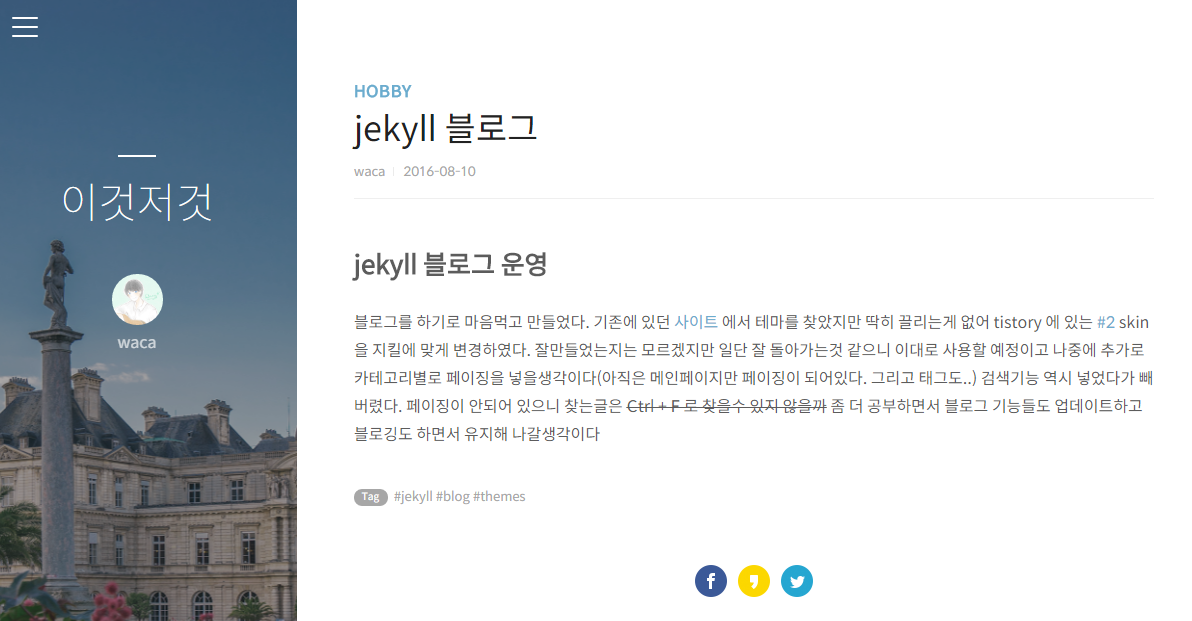 이것저것
waca
HOBBY
jekyll 블로그
waca 2016-08-10
jekyll 블로그 운영
블로그를 하기로 마음먹고 만들었다. 기존에 있던 사이트 에서 테마를 찾았지만 딱히 끌리는게 없어 tistory 에 있는 #2 skin
을 지킬에 맞게 변경하였다. 잘만들었는지는 모르겠지만 일단 잘 돌아가는것 같으니 이대로 사용할 예정이고 나중에 추가로
카테고리별로 페이징을 넣을생각이다(아직은 메인페이지만 페이징이 되어있다. 그리고 태그도..) 검색기능 역시 넣었다가 빼
버렸다. 페이징이 안되어 있으니 찾는글은 Ctrl + F 로 찾을수 있지 않을까 좀 더 공부하면서 블로그 기능들도 업데이트하고
블로깅도 하면서 유지해 나갈생각이다
Tag #jekyll #blog #themes